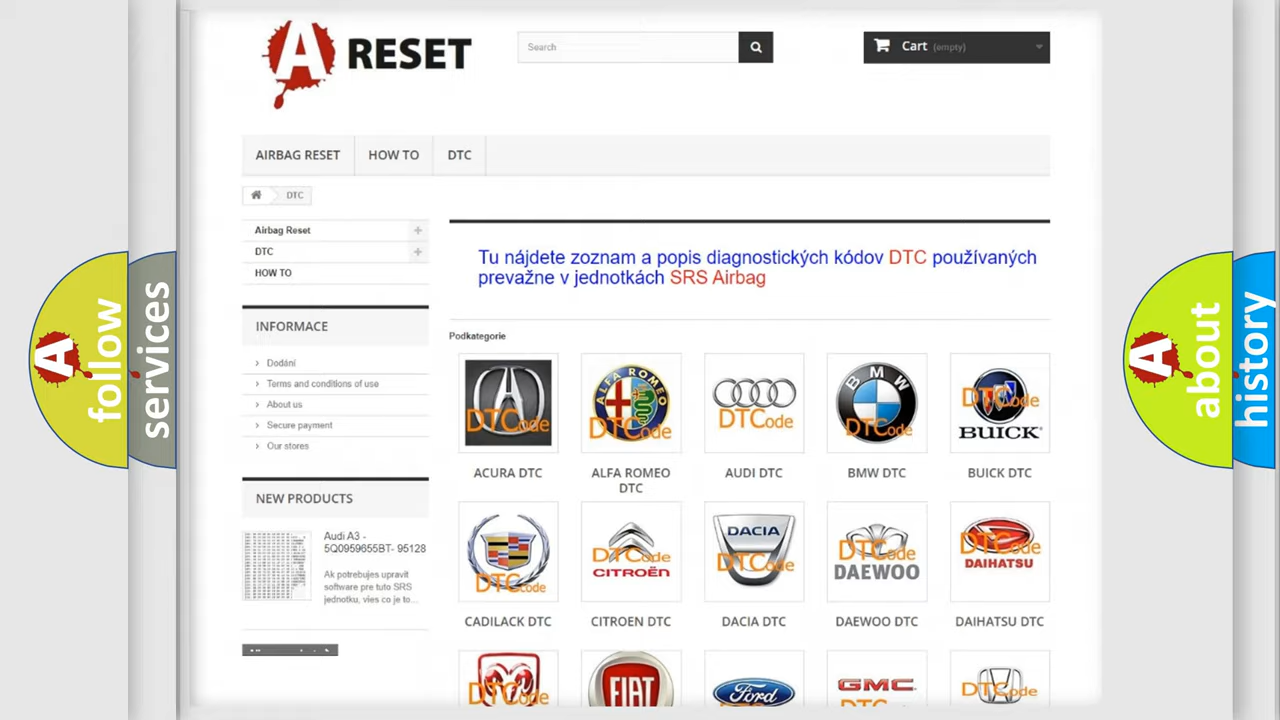 A RESET
Search
Cart (empty)
AIRBAG RESET
HOW TO
DTC
DTC
Airbag Reset
DTC
HOW TO
INFORMACE
Dodání
Terms and conditions of use
About us
Secure payment
Our stores
NEW PRODUCTS
Audi A3 -
5Q0959655BT- 95128
Ak potrebujes upravit
software pre tuto SRS
jednotku, vies co je to...
Tu nájdete zoznam a popis diagnostických kódov DTC používaných
prevažne v jednotkách SRS Airbag
Podkategorie
DTCode
ALFA ROMEO
DTCode
DTCode
BMW
DTCode
DTCode
BUICK
ACURA DTC
ALFA ROMEO
DTC
AUDI DTC
BMW DTC
BUICK DTC
DTCode
DTCode
CITROËN
DACIA
DTCode
DTCode
DAEWOO
DTCode
DAIHATSU
CADILACK DTC
CITROEN DTC
DACIA DTC
DAEWOO DTC
DAIHATSU DTC
DTCode
FIAT
Ford
GMC
DTCode
A follow
services
A about
history